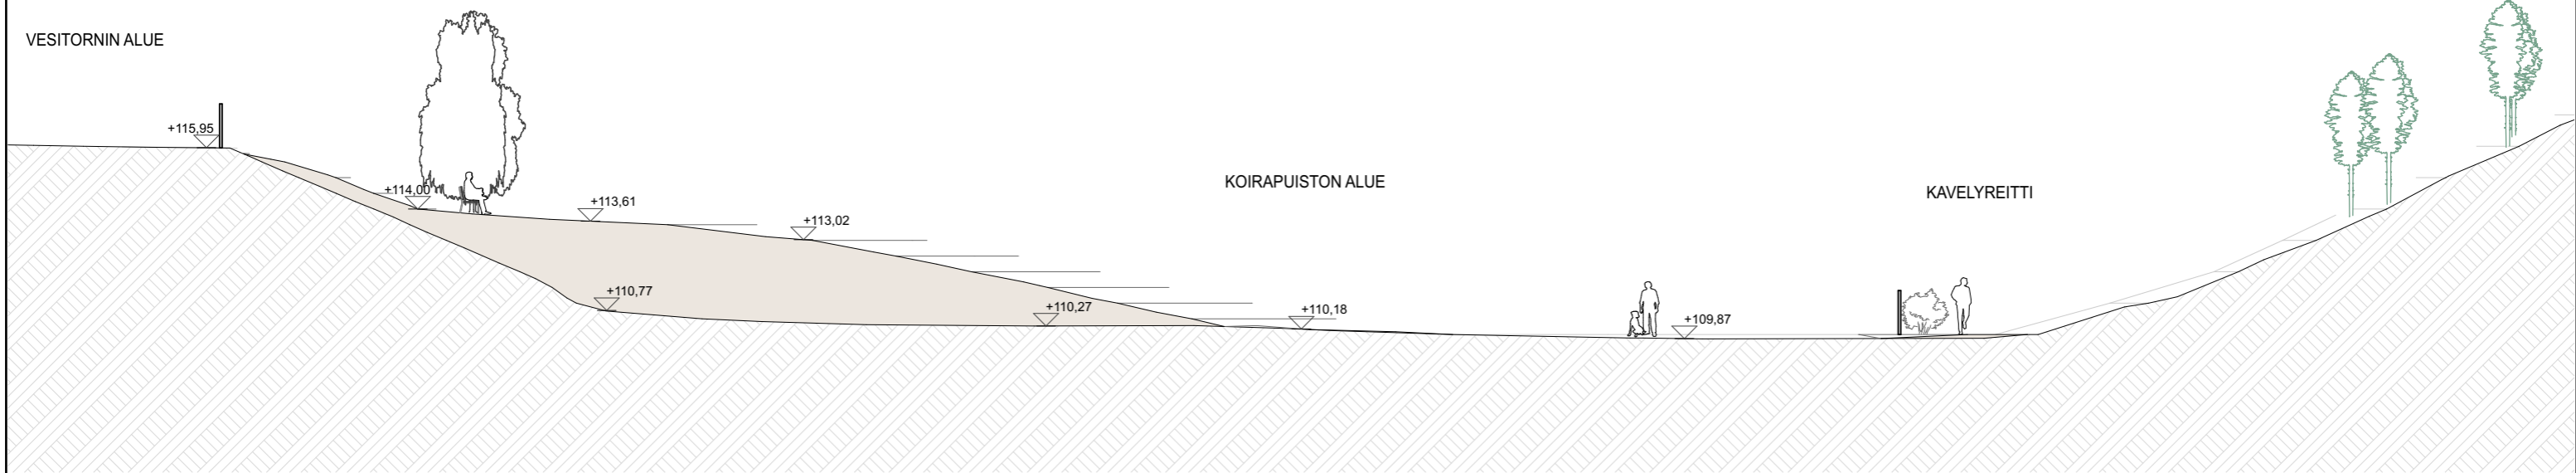 VESITORNIN ALUE
+115,95
+114,00
+113,61
+113,02
KOIRAPUISTON ALUE
KAVELYREITTI
+110,77
+110,27
+110,18
+109,87